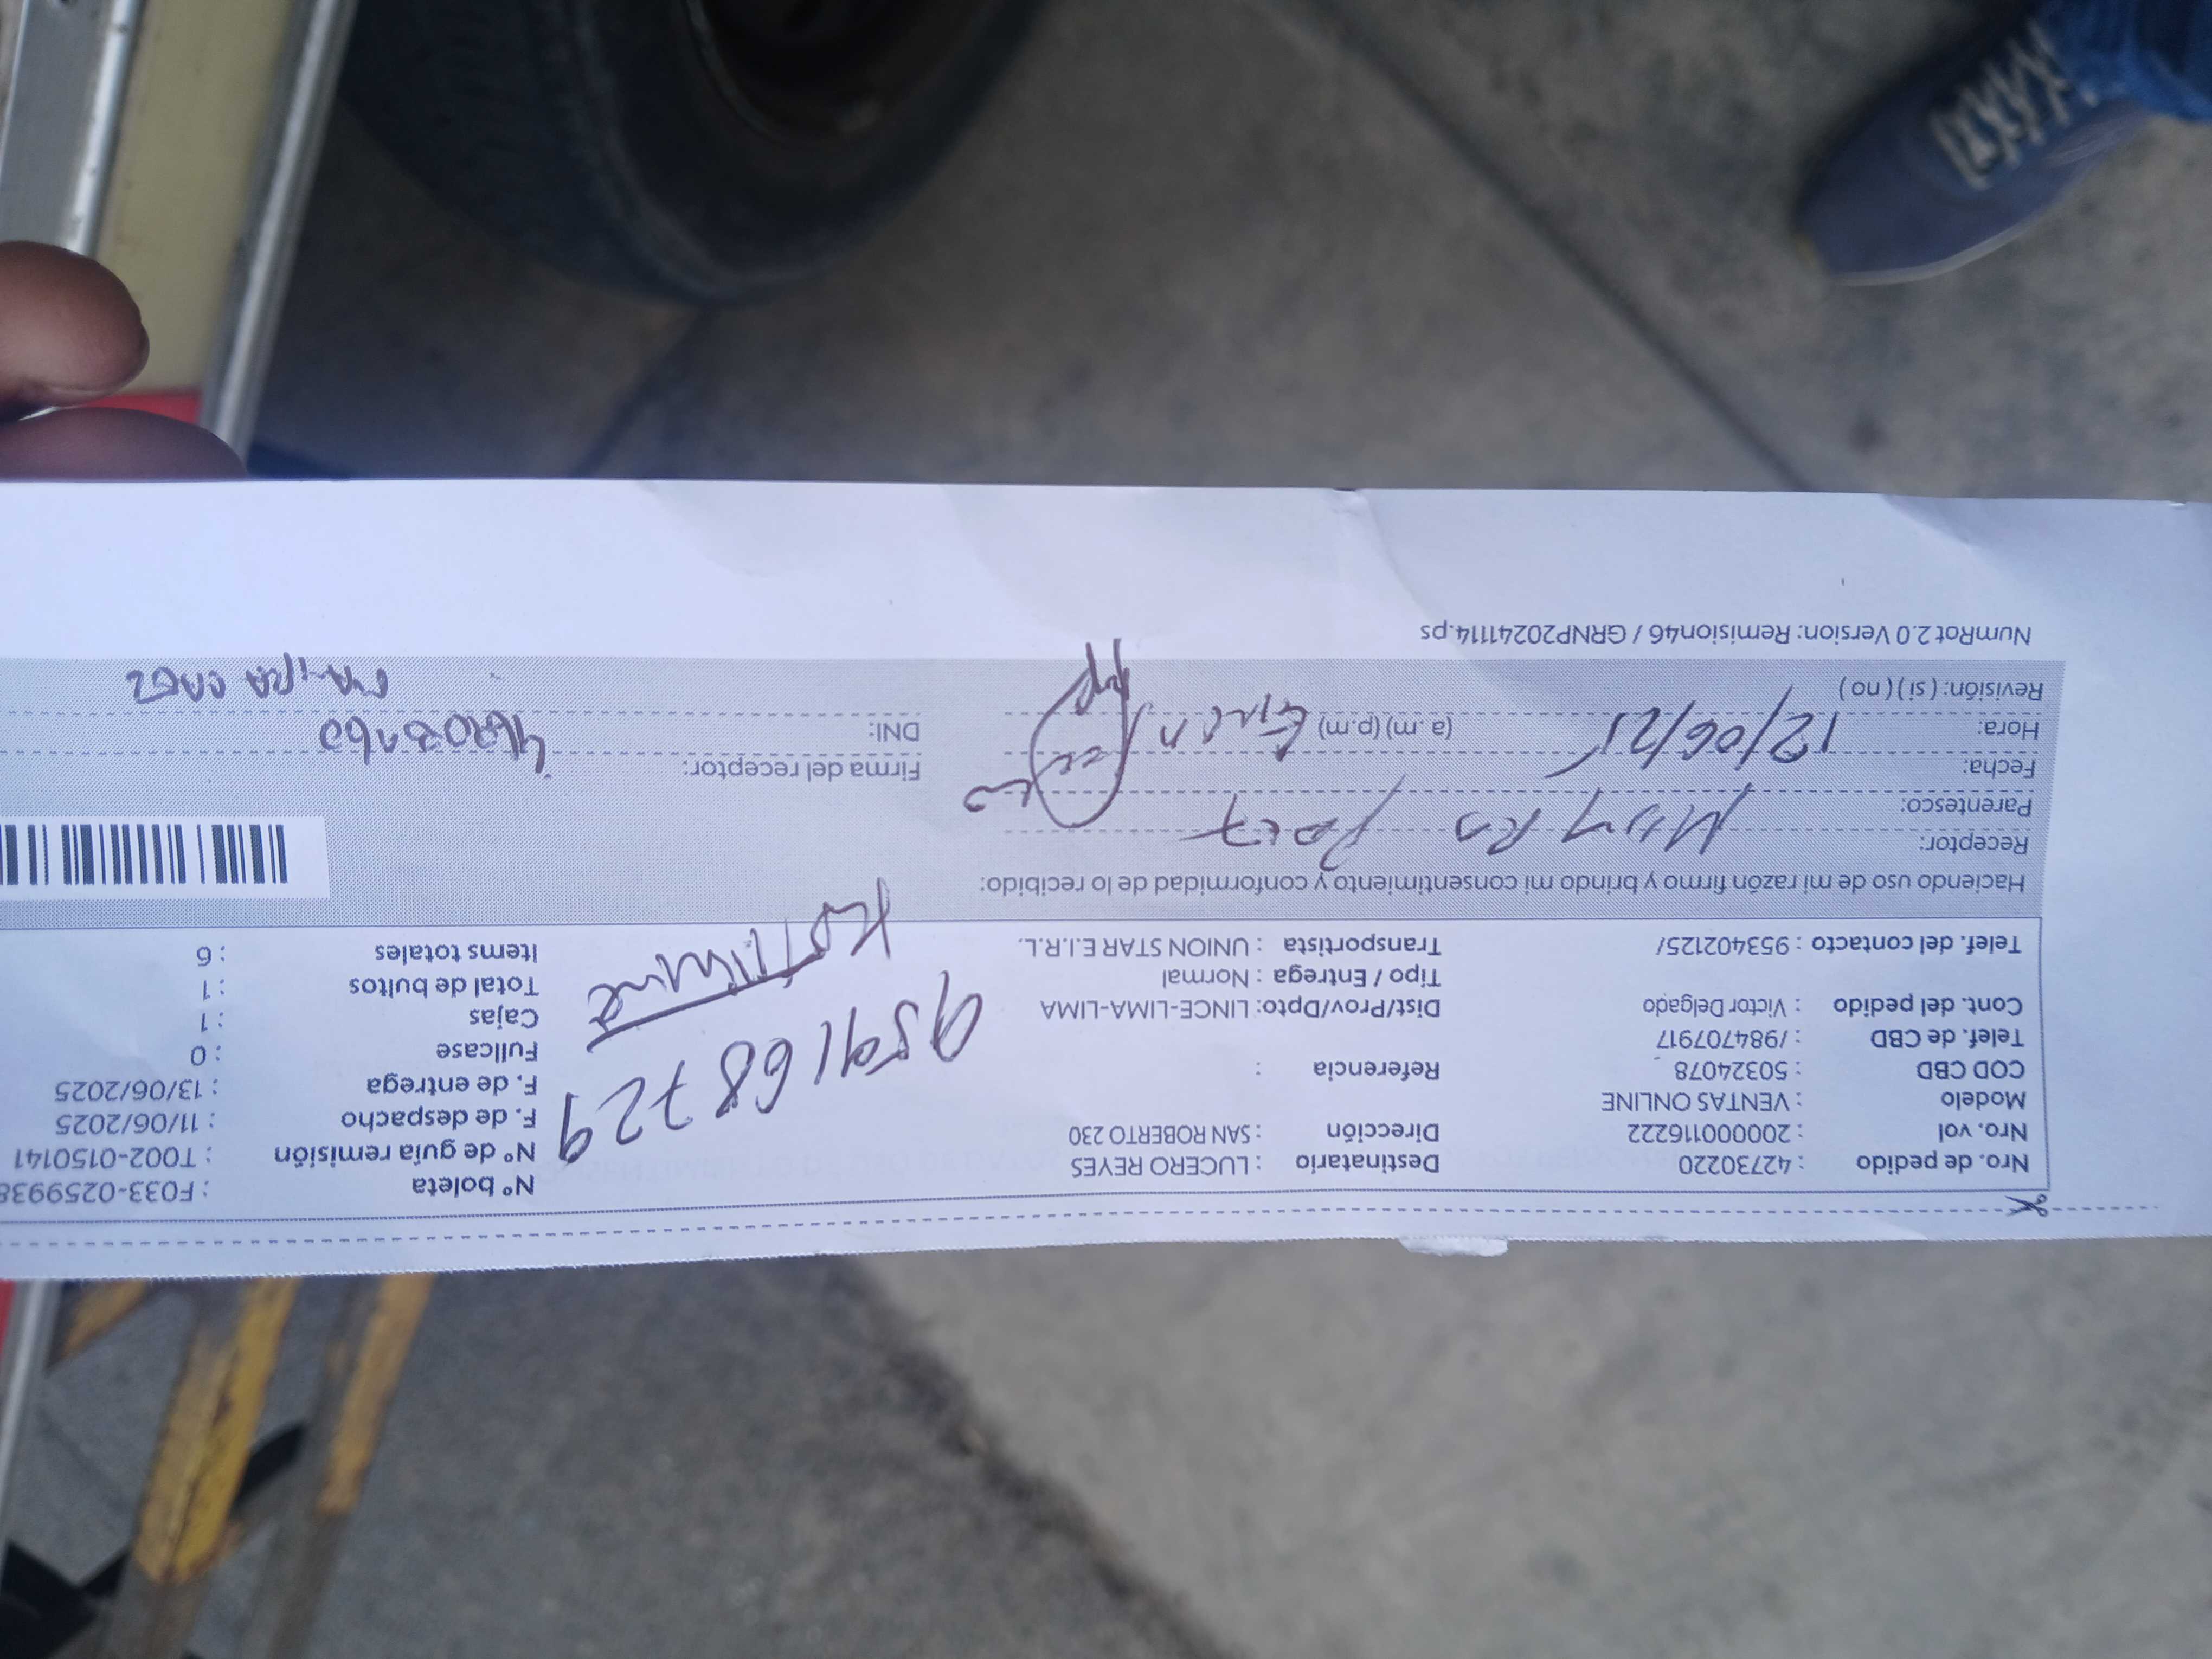 Nro. de pedido : 42730220
Nro. vol : 200000116222
Modelo : VENTAS ONLINE
COD CBD : 50324078
Telef. de CBD : /984707917
Cont. del pedido : Victor Delgado
Telef. del contacto : 953402125/
Destinatario : LUCERO REYES
Dirección : SAN ROBERTO 230
Referencia :
Dist/Prov/Dpto: LINCE-LIMA-LIMA
Tipo / Entrega : Normal
Transportista : UNION STAR E.I.R.L.
N° boleta : F033-0259938
N° de guía remisión : T002-0150141
F. de despacho : 11/06/2025
F. de entrega : 13/06/2025
Fullcase : 0
Cajas : 1
Total de bultos : 1
Items totales : 6
959168729
Haciendo uso de mi razón firmo y brindo mi consentimiento y conformidad de lo recibido:
Receptor:
Parentesco:
Fecha: 12/06/25
Hora: (a.m) (p.m)
Revisión: ( si ) ( no )
Firma del receptor:
DNI:
NumRot 2.0 Version: Remision46 / GRNP20241114.ps